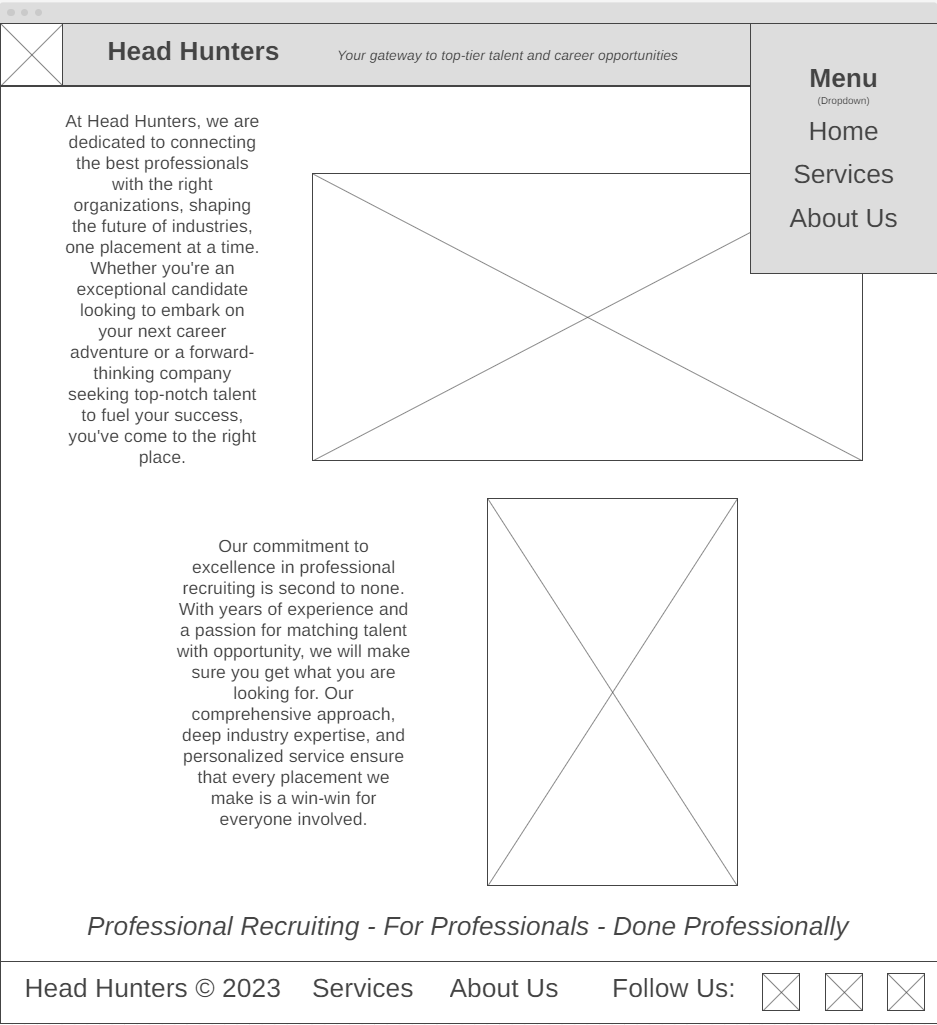 Head Hunters
Your gateway to top-tier talent and career opportunities
Menu
(Dropdown)
Home
Services
About Us
At Head Hunters, we are
dedicated to connecting
the best professionals
with the right
organizations, shaping
the future of industries,
one placement at a time.
Whether you're an
exceptional candidate
looking to embark on
your next career
adventure or a forward-
thinking company
seeking top-notch talent
to fuel your success,
you've come to the right
place.
Our commitment to
excellence in professional
recruiting is second to none.
With years of experience and
a passion for matching talent
with opportunity, we will make
sure you get what you are
looking for. Our
comprehensive approach,
deep industry expertise, and
personalized service ensure
that every placement we
make is a win-win for
everyone involved.
Professional Recruiting - For Professionals - Done Professionally
Head Hunters © 2023
Services
About Us
Follow Us: